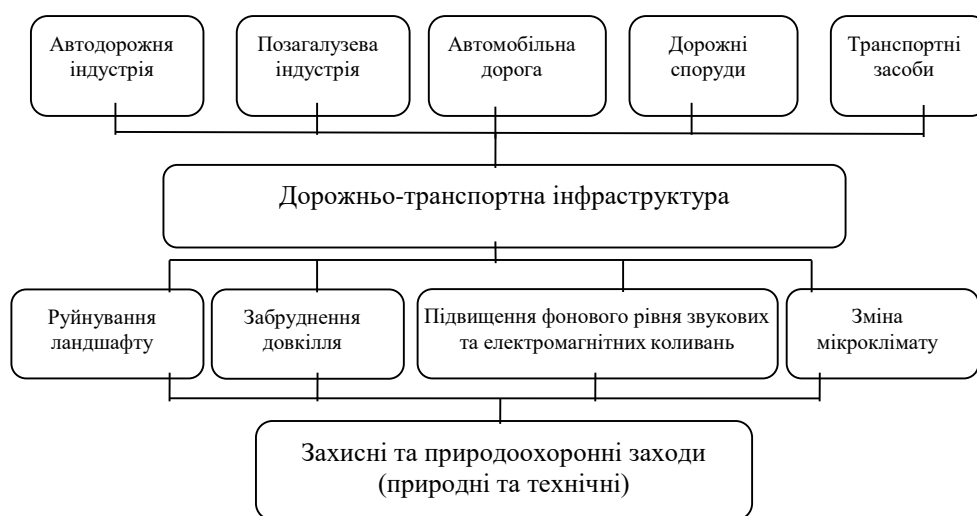 Автодорожня
індустрія
Позагалузева
індустрія
Автомобільна
дорога
Дорожні
споруди
Транспортні
засоби
Дорожньо-транспортна інфраструктура
Руйнування
ландшафту
Забруднення
довкілля
Підвищення фонового рівня звукових
та електромагнітних коливань
Зміна
мікроклімату
Захисні та природоохоронні заходи
(природні та технічні)